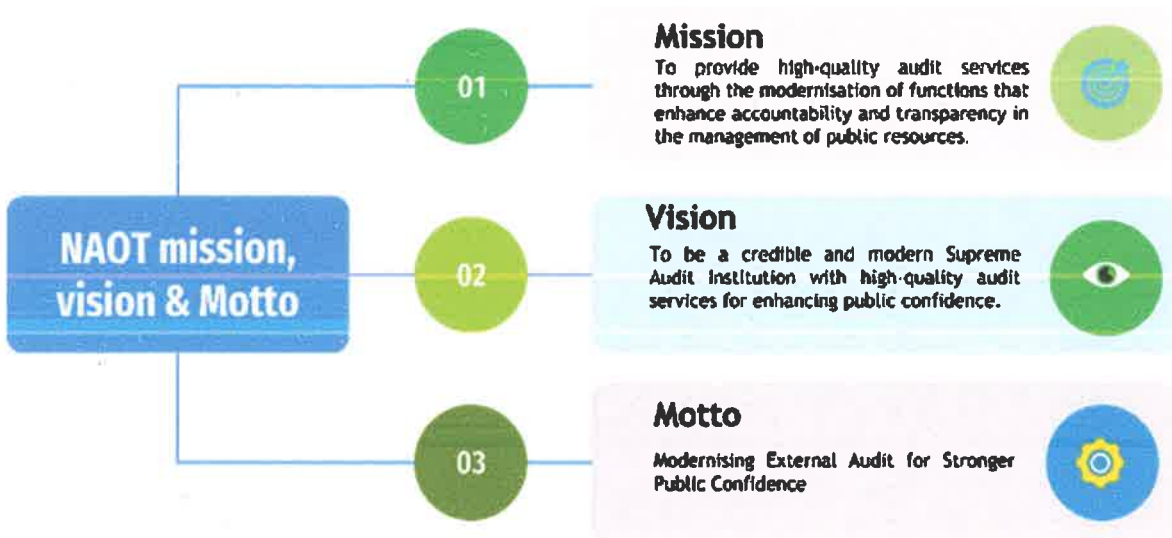 NAOT mission,
vision & Motto
01
Mission
To provide high-quality audit services
through the modernisation of functions that
enhance accountability and transparency in
the management of public resources.
02
Vision
To be a credible and modern Supreme
Audit Institution with high-quality audit
services for enhancing public confidence.
03
Motto
Modernising External Audit for Stronger
Public Confidence